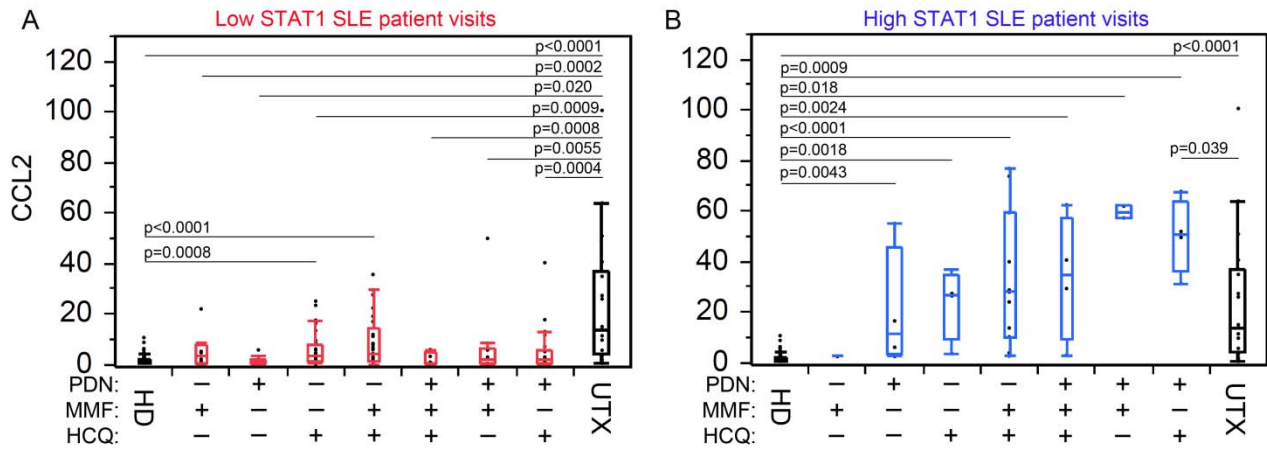 A
Low STAT1 SLE patient visits
CCL2
120
100
80
60
40
20
0
p<0.0001
p=0.0002
p=0.020
p=0.0009
p=0.0008
p=0.0055
p=0.0004
p<0.0001
p=0.0008
PDN: – + – – + – +
MMF: + – – + + + –
HCQ: – – + + + – +
HD
UTX
B
High STAT1 SLE patient visits
120
100
80
60
40
20
0
p<0.0001
p=0.0009
p=0.018
p=0.0024
p<0.0001
p=0.0018
p=0.0043
p=0.039
PDN: – + – – + + +
MMF: + – – + + + –
HCQ: – – + + + – +
HD
UTX